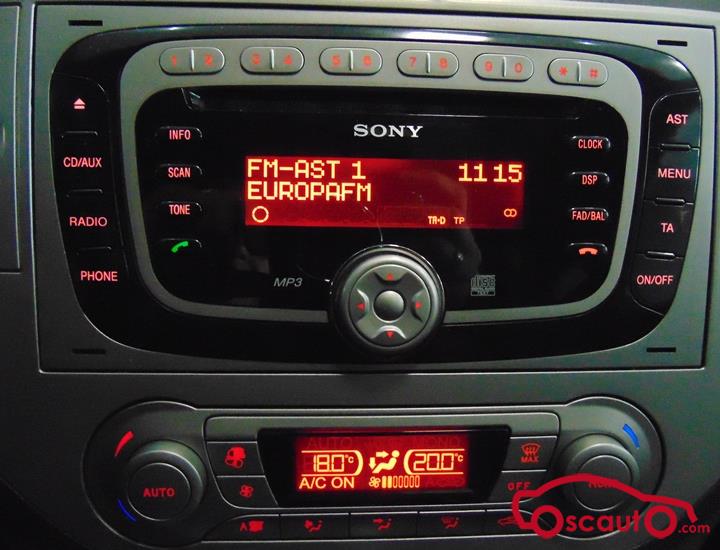 1 2 3 4 5 6 7 8 9 0 * #
SONY
INFO
SCAN
TONE
CD/AUX
RADIO
PHONE
FM-AST 1 11 15
EUROPAFM
TA-D TP
CLOCK
DSP
FAD/BAL
AST
MENU
TA
ON/OFF
MP3
AUTO
18.0°C 20.0°C
A/C ON
MAX
OFF
Oscauto.com